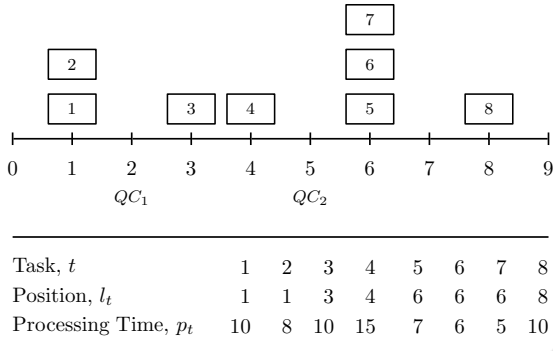 7
2 6
1 3 4 5 8
0 1 2 3 4 5 6 7 8 9
QC₁ QC₂
Task, t 1 2 3 4 5 6 7 8
Position, lₜ 1 1 3 4 6 6 6 8
Processing Time, pₜ 10 8 10 15 7 6 5 10